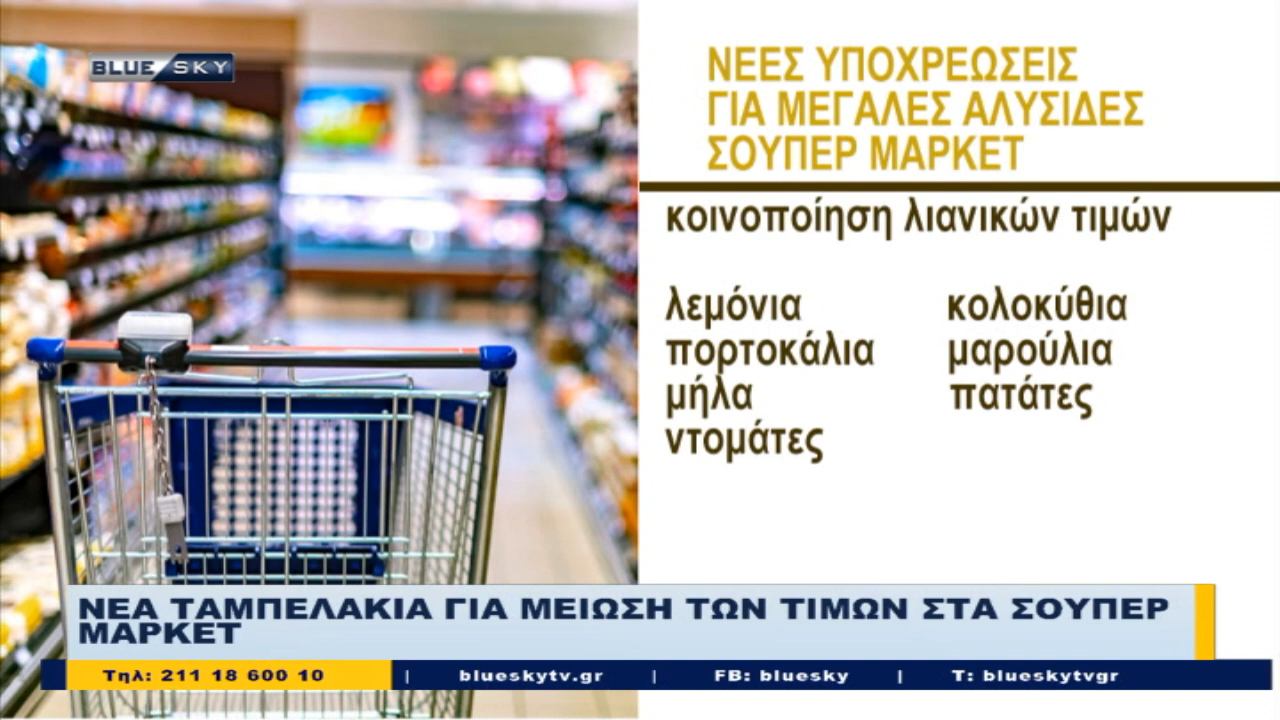 BLUE SKY
ΝΕΕΣ ΥΠΟΧΡΕΩΣΕΙΣ
ΓΙΑ ΜΕΓΑΛΕΣ ΑΛΥΣΙΔΕΣ
ΣΟΥΠΕΡ ΜΑΡΚΕΤ
κοινοποίηση λιανικών τιμών
λεμόνια
πορτοκάλια
μήλα
ντομάτες
κολοκύθια
μαρούλια
πατάτες
ΝΕΑ ΤΑΜΠΕΛΑΚΙΑ ΓΙΑ ΜΕΙΩΣΗ ΤΩΝ ΤΙΜΩΝ ΣΤΑ ΣΟΥΠΕΡ
ΜΑΡΚΕΤ
Τηλ: 211 18 600 10 | blueskytv.gr | FB: bluesky | T: blueskytvgr